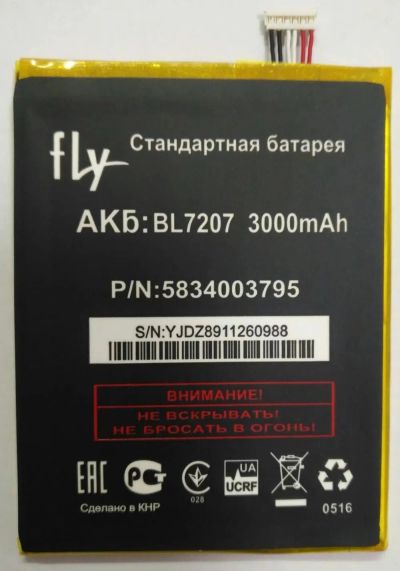 fly
Стандартная батарея
АКБ: BL7207 3000mAh
P/N:5834003795
S/N:YJDZ8911260988
ВНИМАНИЕ!
НЕ ВСКРЫВАТЬ!
НЕ БРОСАТЬ В ОГОНЬ!
EAC PC 028 UA UCRF
Сделано в КНР 0516